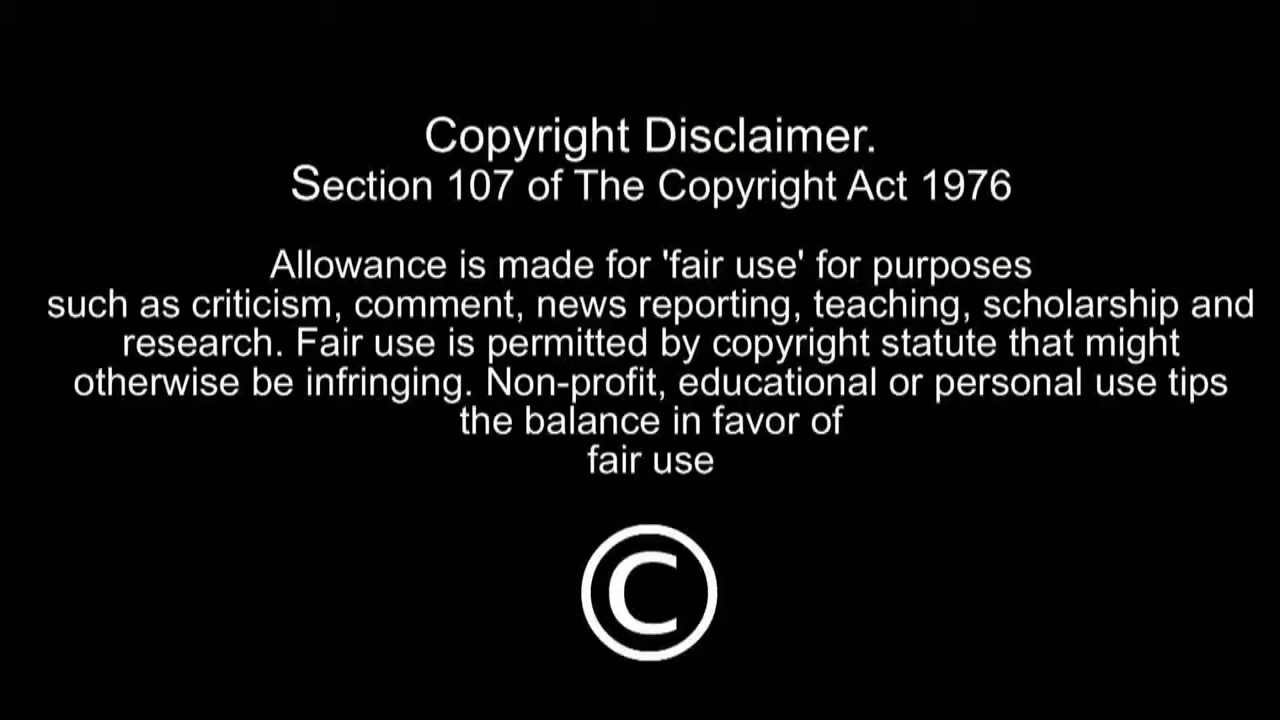 Copyright Disclaimer.
Section 107 of The Copyright Act 1976
Allowance is made for 'fair use' for purposes
such as criticism, comment, news reporting, teaching, scholarship and
research. Fair use is permitted by copyright statute that might
otherwise be infringing. Non-profit, educational or personal use tips
the balance in favor of
fair use
©